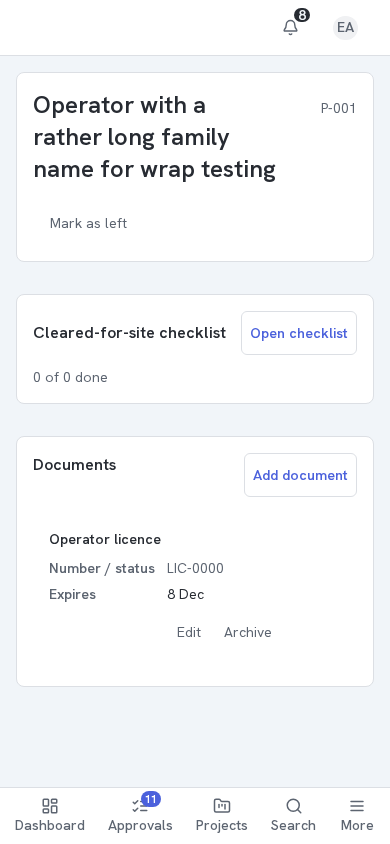 8
EA
Operator with a
rather long family
name for wrap testing
P-001
Mark as left
Cleared-for-site checklist
Open checklist
0 of 0 done
Documents
Add document
Operator licence
Number / status LIC-0000
Expires 8 Dec
Edit Archive
11
Dashboard Approvals Projects Search More